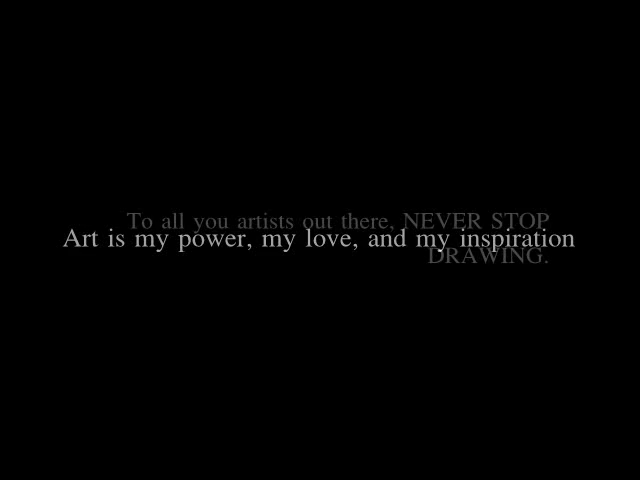 To all you artists out there, NEVER STOP
Art is my power, my love, and my inspiration
DRAWING.